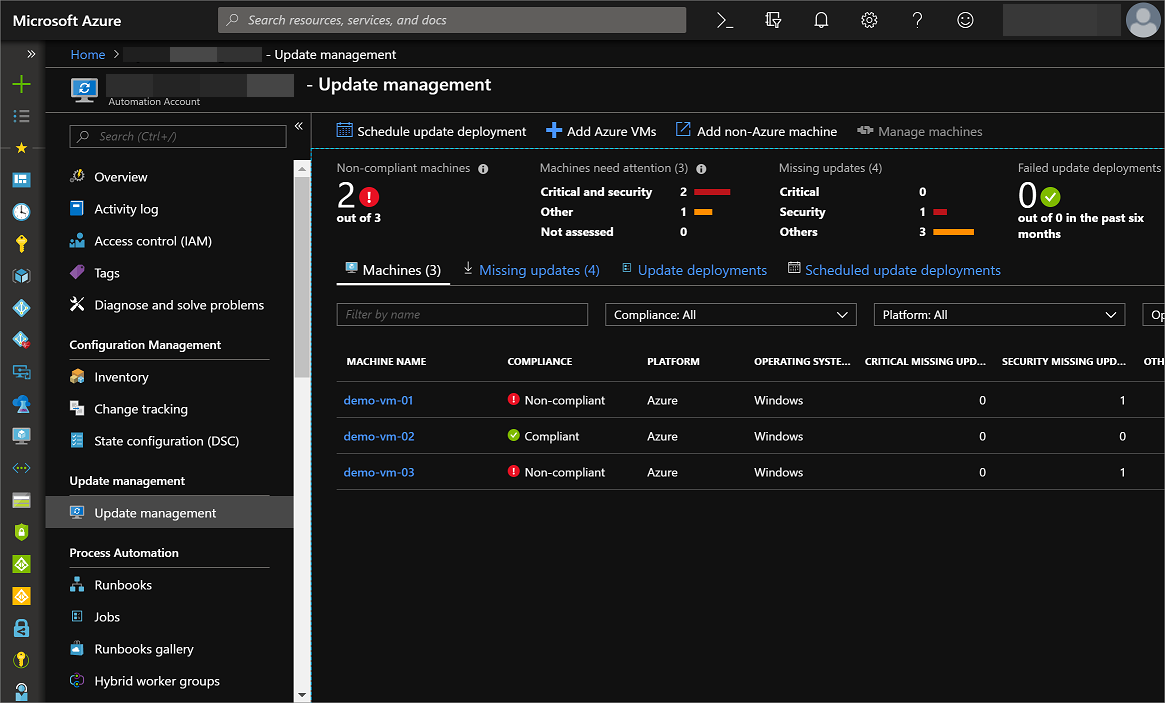 Microsoft Azure
Search resources, services, and docs
Home
- Update management
- Update management
Automation Account
Search (Ctrl+/)
Overview
Activity log
Access control (IAM)
Tags
Diagnose and solve problems
Configuration Management
Inventory
Change tracking
State configuration (DSC)
Update management
Update management
Process Automation
Runbooks
Jobs
Runbooks gallery
Hybrid worker groups
Schedule update deployment Add Azure VMs Add non-Azure machine Manage machines
Non-compliant machines
2
out of 3
Machines need attention (3)
Critical and security 2
Other 1
Not assessed 0
Missing updates (4)
Critical 0
Security 1
Others 3
Failed update deployments
0
out of 0 in the past six
months
Machines (3) Missing updates (4) Update deployments Scheduled update deployments
Filter by name Compliance: All Platform: All Op
MACHINE NAME COMPLIANCE PLATFORM OPERATING SYSTE... CRITICAL MISSING UPD... SECURITY MISSING UPD... OTH
demo-vm-01 Non-compliant Azure Windows 0 1
demo-vm-02 Compliant Azure Windows 0 0
demo-vm-03 Non-compliant Azure Windows 0 1